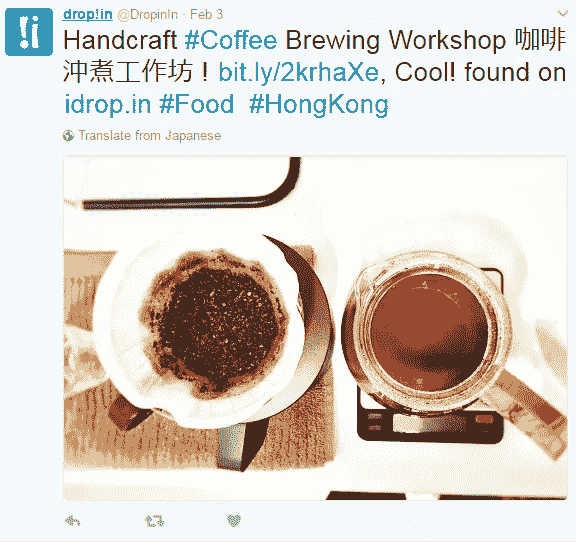 drop!in @Dropin!n · Feb 3
Handcraft #Coffee Brewing Workshop 咖啡
沖煮工作坊 ! bit.ly/2krhaXe, Cool! found on
idrop.in #Food #HongKong
Translate from Japanese